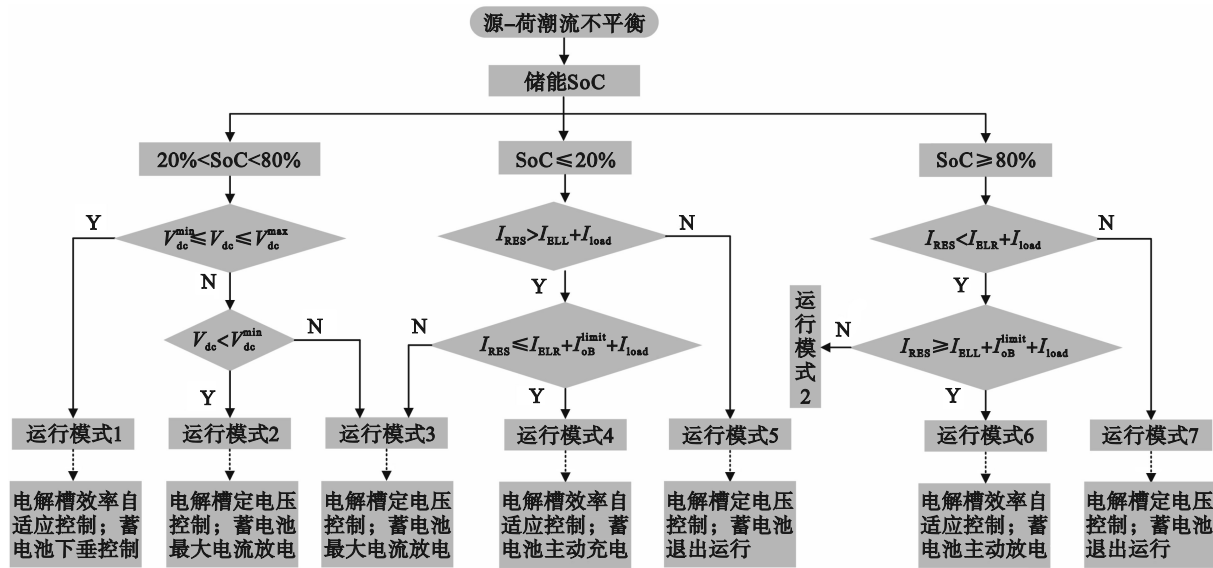 源-荷潮流不平衡
储能SoC
20%<SoC<80%
SoC≤20%
SoC≥80%
Y
V_dc^min≤V_dc≤V_dc^max
I_RES>I_ELL+I_load
N
I_RES<I_ELR+I_load
N
N
Y
Y
V_dc<V_dc^min
N
N
I_RES≤I_ELR+I_oB^limit+I_load
运行模式2
N
I_RES≥I_ELL+I_oB^limit+I_load
Y
Y
Y
运行模式1
运行模式2
运行模式3
运行模式4
运行模式5
运行模式6
运行模式7
电解槽效率自
适应控制；蓄
电池下垂控制
电解槽定电压
控制；蓄电池
最大电流放电
电解槽定电压
控制；蓄电池
最大电流放电
电解槽效率自
适应控制；蓄
电池主动充电
电解槽定电压
控制；蓄电池
退出运行
电解槽效率自
适应控制；蓄
电池主动放电
电解槽定电压
控制；蓄电池
退出运行